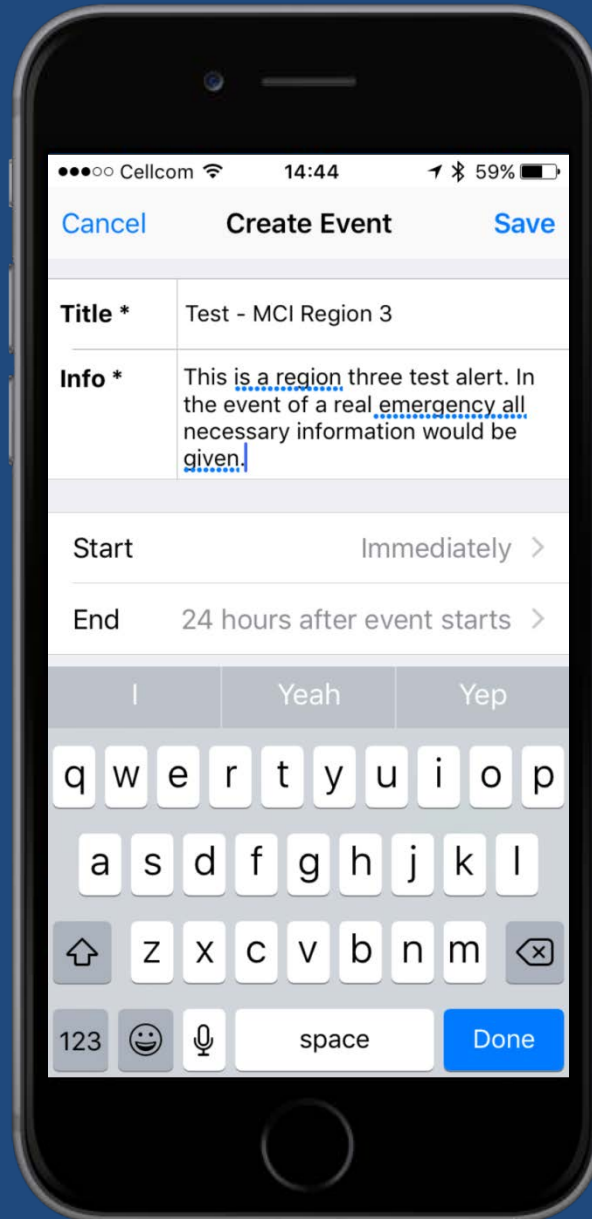 Cellcom 14:44 59%
Cancel Create Event Save
Title * Test - MCI Region 3
Info * This is a region three test alert. In
the event of a real emergency all
necessary information would be
given.
Start Immediately
End 24 hours after event starts
I Yeah Yep
q w e r t y u i o p
a s d f g h j k l
z x c v b n m
123 space Done